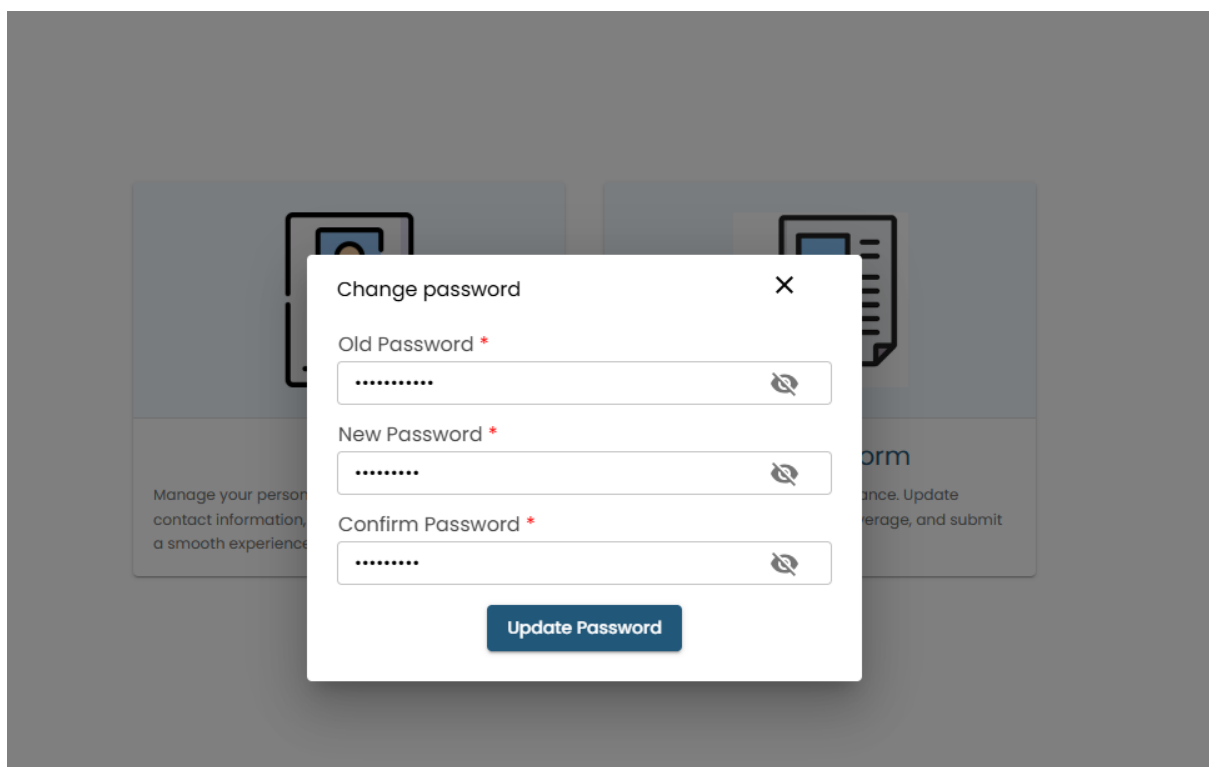 Change password
Old Password *
•••••••••••
New Password *
•••••••••
Confirm Password *
•••••••••
Update Password
orm
Manage your person
contact information,
a smooth experience
ance. Update
verage, and submit